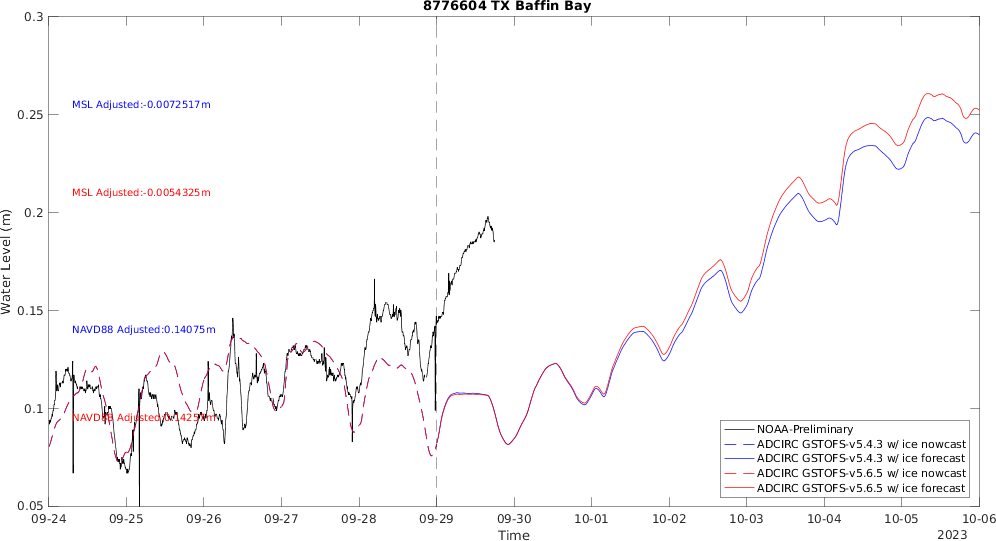 8776604 TX Baffin Bay
0.3
0.25
0.2
0.15
0.1
0.05
Water Level (m)
MSL Adjusted:-0.0072517m
MSL Adjusted:-0.0054325m
NAVD88 Adjusted:0.14075m
NOAA-Preliminary
ADCIRC GSTOFS-v5.4.3 w/ ice nowcast
ADCIRC GSTOFS-v5.4.3 w/ ice forecast
ADCIRC GSTOFS-v5.6.5 w/ ice nowcast
ADCIRC GSTOFS-v5.6.5 w/ ice forecast
NAVD88 Adjusted:
09-24 09-25 09-26 09-27 09-28 09-29 09-30 10-01 10-02 10-03 10-04 10-05 10-06
Time
2023